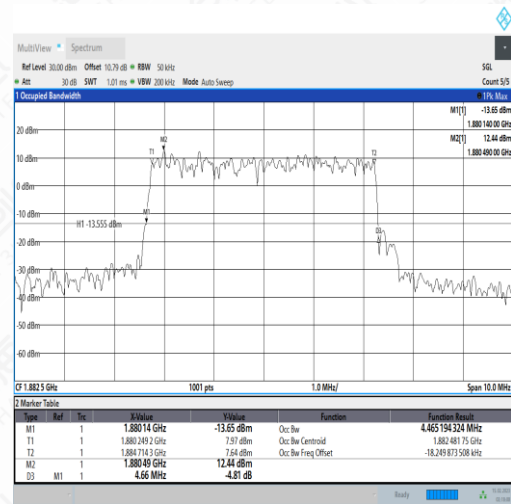 MultiView Spectrum
Ref Level 30.00 dBm Offset 10.79 dB RBW 50 kHz SGL
Att 30 dB SWT 1.01 ms VBW 200 kHz Mode Auto Sweep Count 5/5
1 Occupied Bandwidth 1Pk Max
M1[1] -13.65 dBm
1.880 140 00 GHz
M2[1] 12.44 dBm
1.880 490 00 GHz
20 dBm
M2
T1 T2
10 dBm
0 dBm
-10 dBm
M1
H1 -13.555 dBm
D3
-20 dBm
-30 dBm
-40 dBm
-50 dBm
-60 dBm
CF 1.882 5 GHz 1001 pts 1.0 MHz/ Span 10.0 MHz
2 Marker Table
Type Ref Trc X-Value Y-Value Function Function Result
M1 1 1.88014 GHz -13.65 dBm Occ Bw 4.465 194 324 MHz
T1 1 1.880 249 2 GHz 7.97 dBm Occ Bw Centroid 1.882 481 75 GHz
T2 1 1.884 714 3 GHz 7.64 dBm Occ Bw Freq Offset -18.249 873 508 kHz
M2 1 1.88049 GHz 12.44 dBm
D3 M1 1 4.66 MHz -4.81 dB
Ready